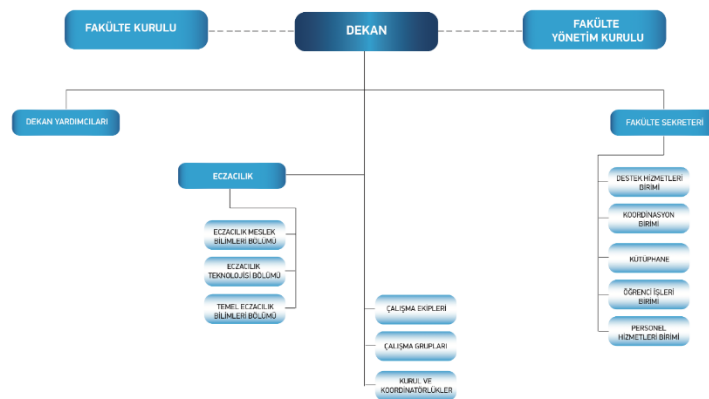 FAKÜLTE KURULU
DEKAN
FAKÜLTE
YÖNETİM KURULU
DEKAN YARDIMCILARI
FAKÜLTE SEKRETERİ
ECZACILIK
ECZACILIK MESLEK
BİLİMLERİ BÖLÜMÜ
ECZACILIK
TEKNOLOJİSİ BÖLÜMÜ
TEMEL ECZACILIK
BİLİMLERİ BÖLÜMÜ
ÇALIŞMA EKİPLERİ
ÇALIŞMA GRUPLARI
KURUL VE
KOORDİNATÖRLÜKLER
DESTEK HİZMETLERİ
BİRİMİ
KOORDİNASYON
BİRİMİ
KÜTÜPHANE
ÖĞRENCİ İŞLERİ
BİRİMİ
PERSONEL
HİZMETLERİ BİRİMİ